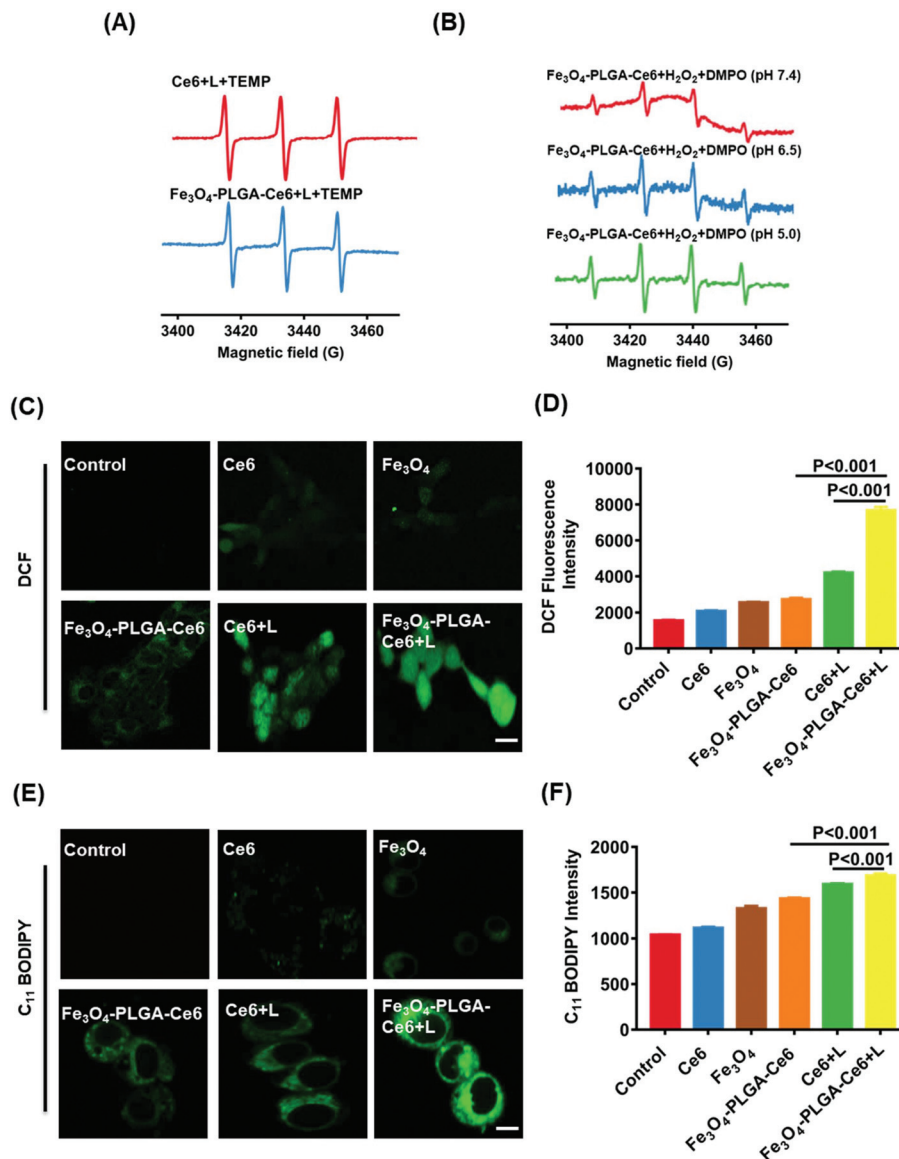 (A)
Ce6+L+TEMP
Fe₃O₄-PLGA-Ce6+L+TEMP
3400 3420 3440 3460
Magnetic field (G)
(B)
Fe₃O₄-PLGA-Ce6+H₂O₂+DMPO (pH 7.4)
Fe₃O₄-PLGA-Ce6+H₂O₂+DMPO (pH 6.5)
Fe₃O₄-PLGA-Ce6+H₂O₂+DMPO (pH 5.0)
3400 3420 3440 3460
Magnetic field (G)
(C)
DCF
Control
Ce6
Fe₃O₄
Fe₃O₄-PLGA-Ce6
Ce6+L
Fe₃O₄-PLGA-
Ce6+L
(D)
DCF Fluorescence
Intensity
10000
8000
6000
4000
2000
0
P<0.001
P<0.001
Control
Ce6
Fe₃O₄
Fe₃O₄-PLGA-Ce6
Ce6+L
Fe₃O₄-PLGA-Ce6+L
(E)
C₁₁ BODIPY
Control
Ce6
Fe₃O₄
Fe₃O₄-PLGA-Ce6
Ce6+L
Fe₃O₄-PLGA-
Ce6+L
(F)
C₁₁ BODIPY Intensity
2000
1500
1000
500
0
P<0.001
P<0.001
Control
Ce6
Fe₃O₄
Fe₃O₄-PLGA-Ce6
Ce6+L
Fe₃O₄-PLGA-Ce6+L